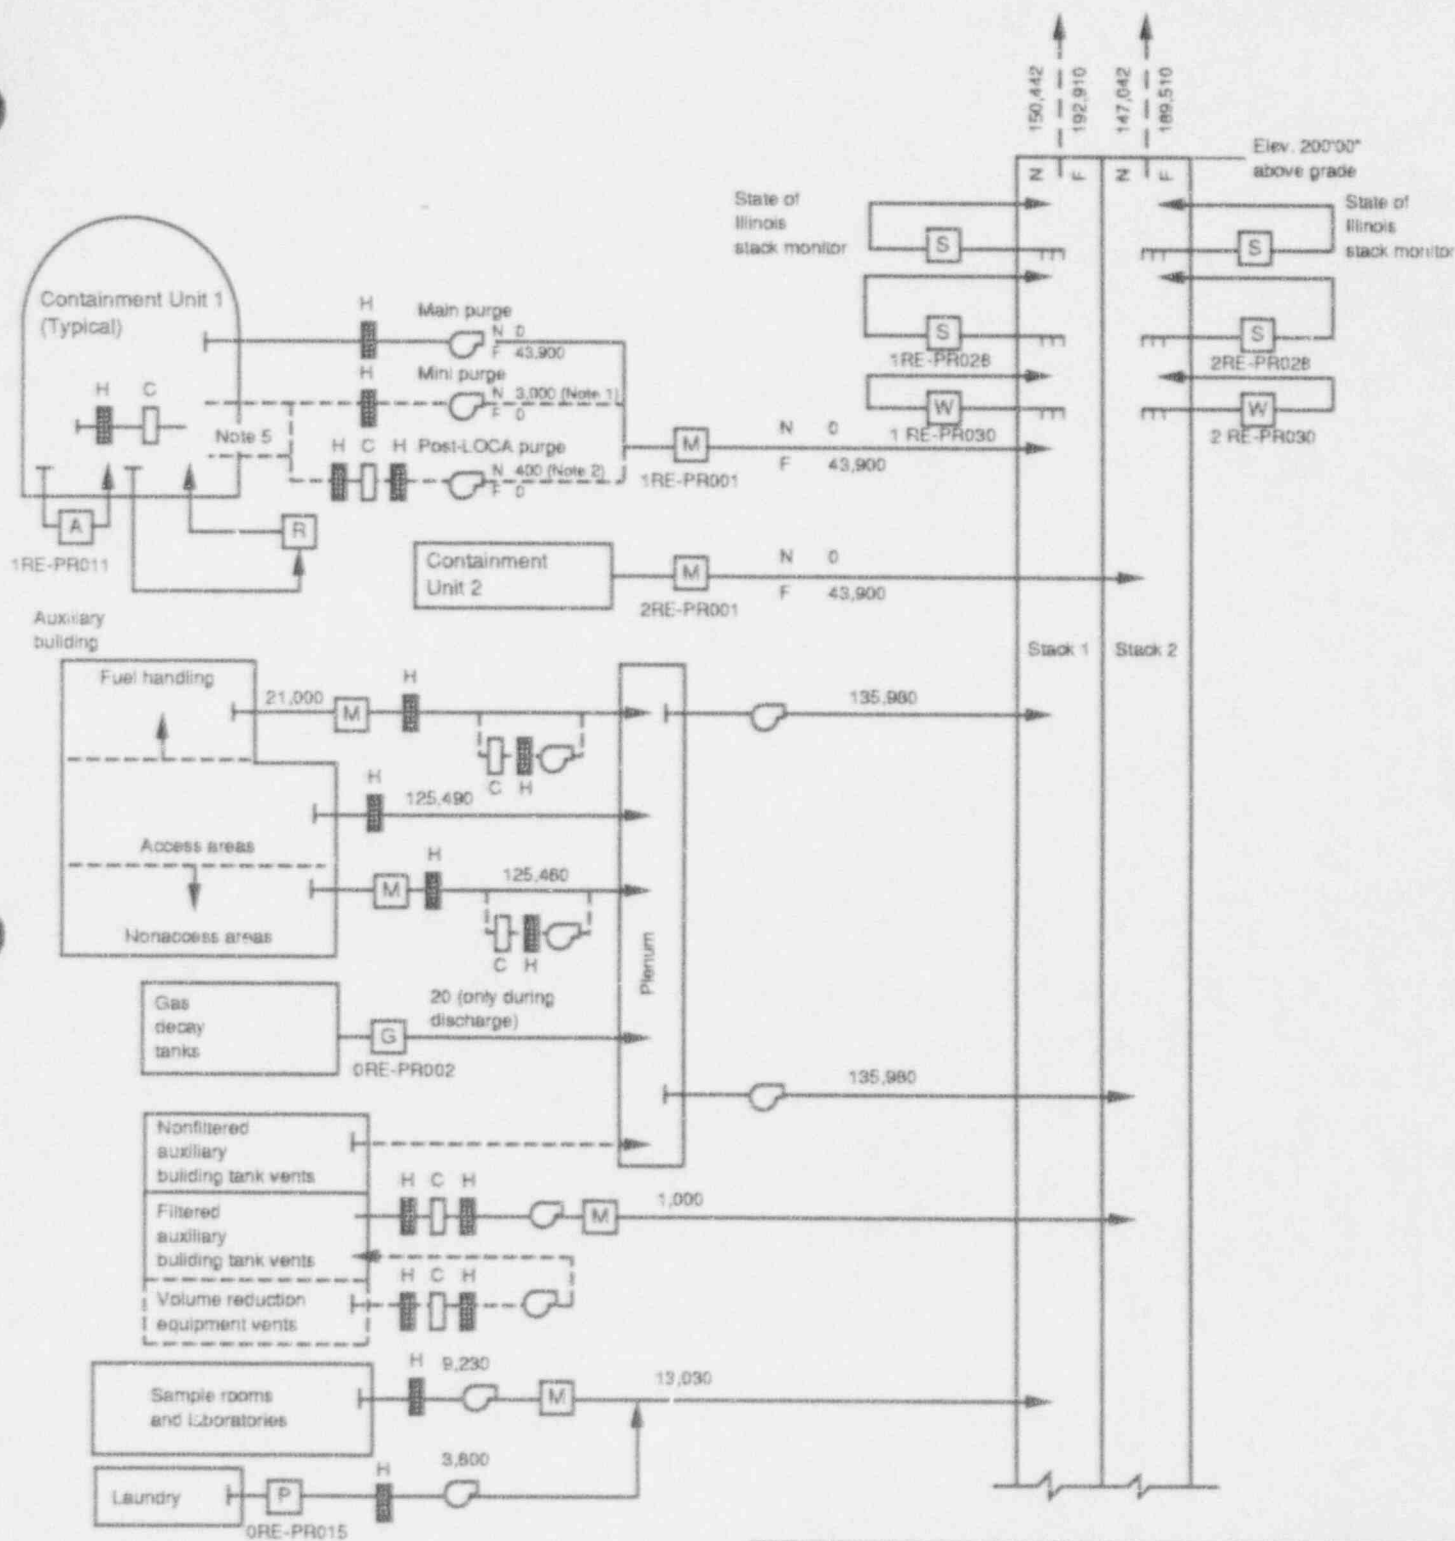 150,442
192,910
147,042
189,510
Elev. 200'00"
above grade
N
F
N
F
State of
Illinois
stack monitor
S
S
State of
Illinois
stack monitor
S
1RE-PR028
S
2RE-PR028
W
1 RE-PR030
W
2 RE-PR030
Containment Unit 1
(Typical)
H
C
Note 5
A
1RE-PR011
R
H
Main purge
N 0
F 43,900
H
Mini purge
N 3,000 (Note 1)
F 0
H C H
Post-LOCA purge
N 400 (Note 2)
F 0
M
1RE-PR001
N 0
F 43,900
Containment
Unit 2
M
2RE-PR001
N 0
F 43,900
Stack 1
Stack 2
Auxiliary
building
Fuel handling
21,000
M
H
C H
135,980
H
125,490
Access areas
Nonaccess areas
M
H
125,460
C H
Plenum
Gas
decay
tanks
G
0RE-PR002
20 (only during
discharge)
135,980
Nonfiltered
auxiliary
building tank vents
Filtered
auxiliary
building tank vents
H C H
M
1,000
Volume reduction
equipment vents
H C H
Sample rooms
and laboratories
H
9,230
M
13,030
Laundry
P
0RE-PR015
H
3,800